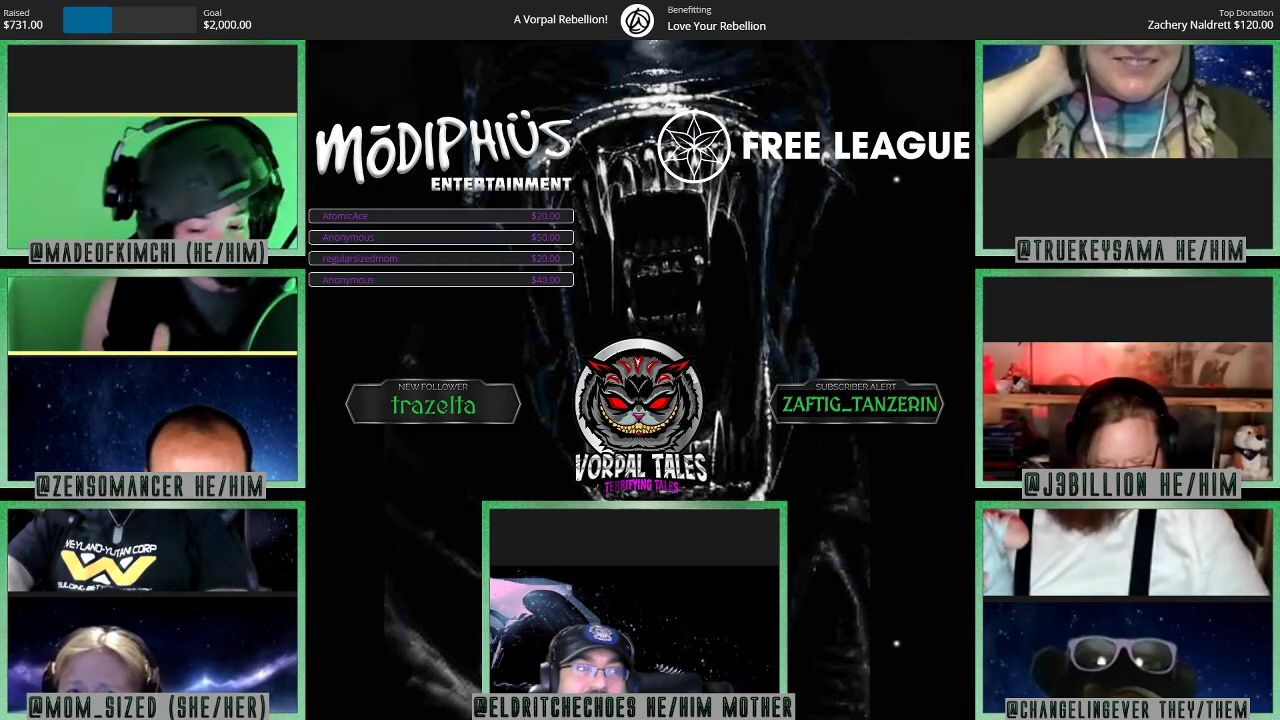 Raised
$731.00
Goal
$2,000.00
A Vorpal Rebellion!
Benefitting
Love Your Rebellion
Top Donation
Zachery Naldrett $120.00
MōDIPHIÜS
ENTERTAINMENT
FREE LEAGUE
AtomicAce $20.00
Anonymous $50.00
regularsizedmom $20.00
Anonymous $40.00
@MADEOFKIMCHI (HE/HIM)
@TRUEKEYSAMA HE/HIM
NEW FOLLOWER
trazelta
SUBSCRIBER ALERT
ZAFTIG_TANZERIN
VORPAL TALES
TERRIFYING TALES
@ZENSOMANCER HE/HIM
@J3BILLION HE/HIM
WEYLAND-YUTANI CORP
@MOM_SIZED (SHE/HER)
@ELDRITCHECHOES HE/HIM MOTHER
@CHANGELINGEVER THEY/THEM